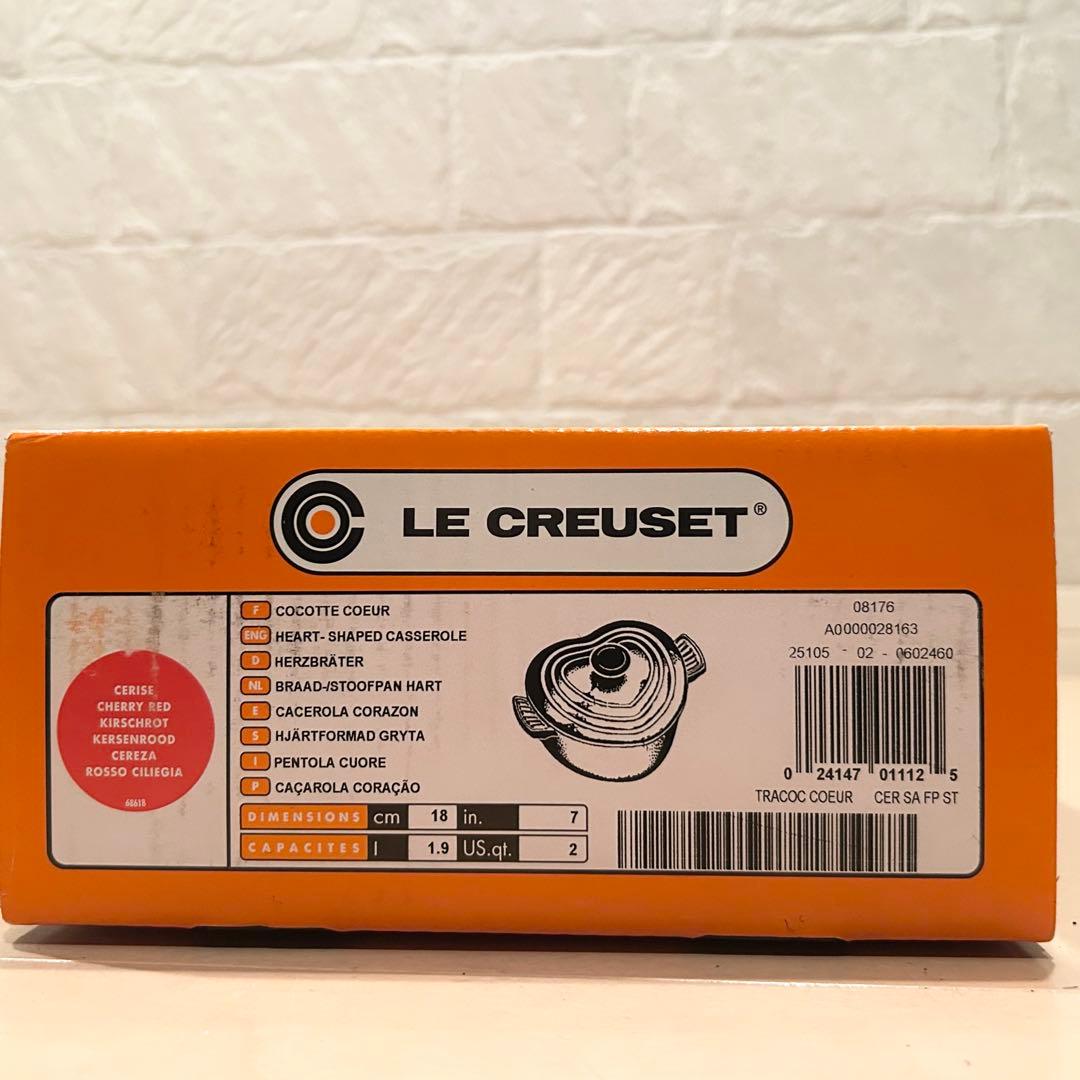 LE CREUSET®
CERISE
CHERRY RED
KIRSCHROT
KERSENROOD
CEREZA
ROSSO CILIEGIA
68618
F COCOTTE COEUR
ENG HEART- SHAPED CASSEROLE
D HERZBRÄTER
NL BRAAD-/STOOFPAN HART
E CACEROLA CORAZON
S HJÄRTFORMAD GRYTA
I PENTOLA CUORE
P CAÇAROLA CORAÇÃO
DIMENSIONS cm 18 in. 7
CAPACITES l 1.9 US.qt. 2
08176
A0000028163
25105 - 02 - 0602460
0 24147 01112 5
TRACOC COEUR CER SA FP ST